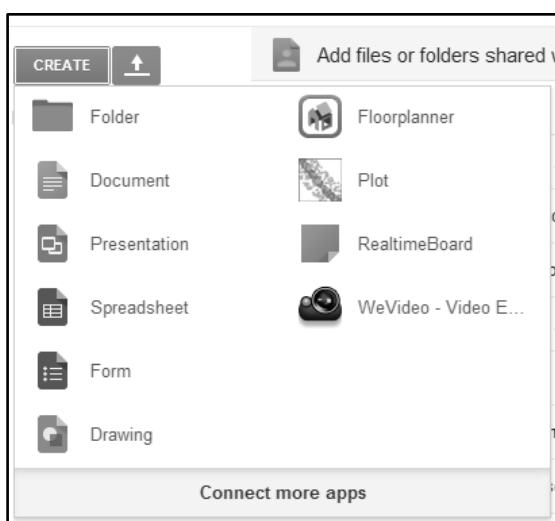 CREATE
Add files or folders shared
Folder
Floorplanner
Document
Plot
Presentation
RealtimeBoard
Spreadsheet
WeVideo - Video E...
Form
Drawing
Connect more apps